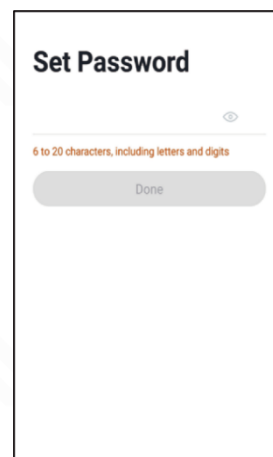 Set Password
6 to 20 characters, including letters and digits
Done